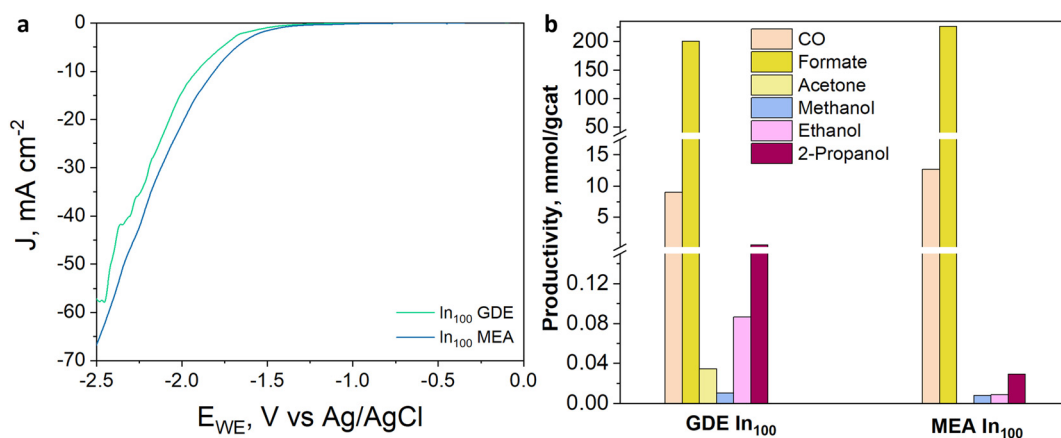 a
0
-10
-20
-30
-40
-50
-60
-70
J, mA cm⁻²
-2.5 -2.0 -1.5 -1.0 -0.5 0.0
E_WE, V vs Ag/AgCl
In₁₀₀ GDE
In₁₀₀ MEA
b
200
150
100
50
15
10
5
0.12
0.08
0.04
0.00
Productivity, mmol/gcat
CO
Formate
Acetone
Methanol
Ethanol
2-Propanol
GDE In₁₀₀ MEA In₁₀₀